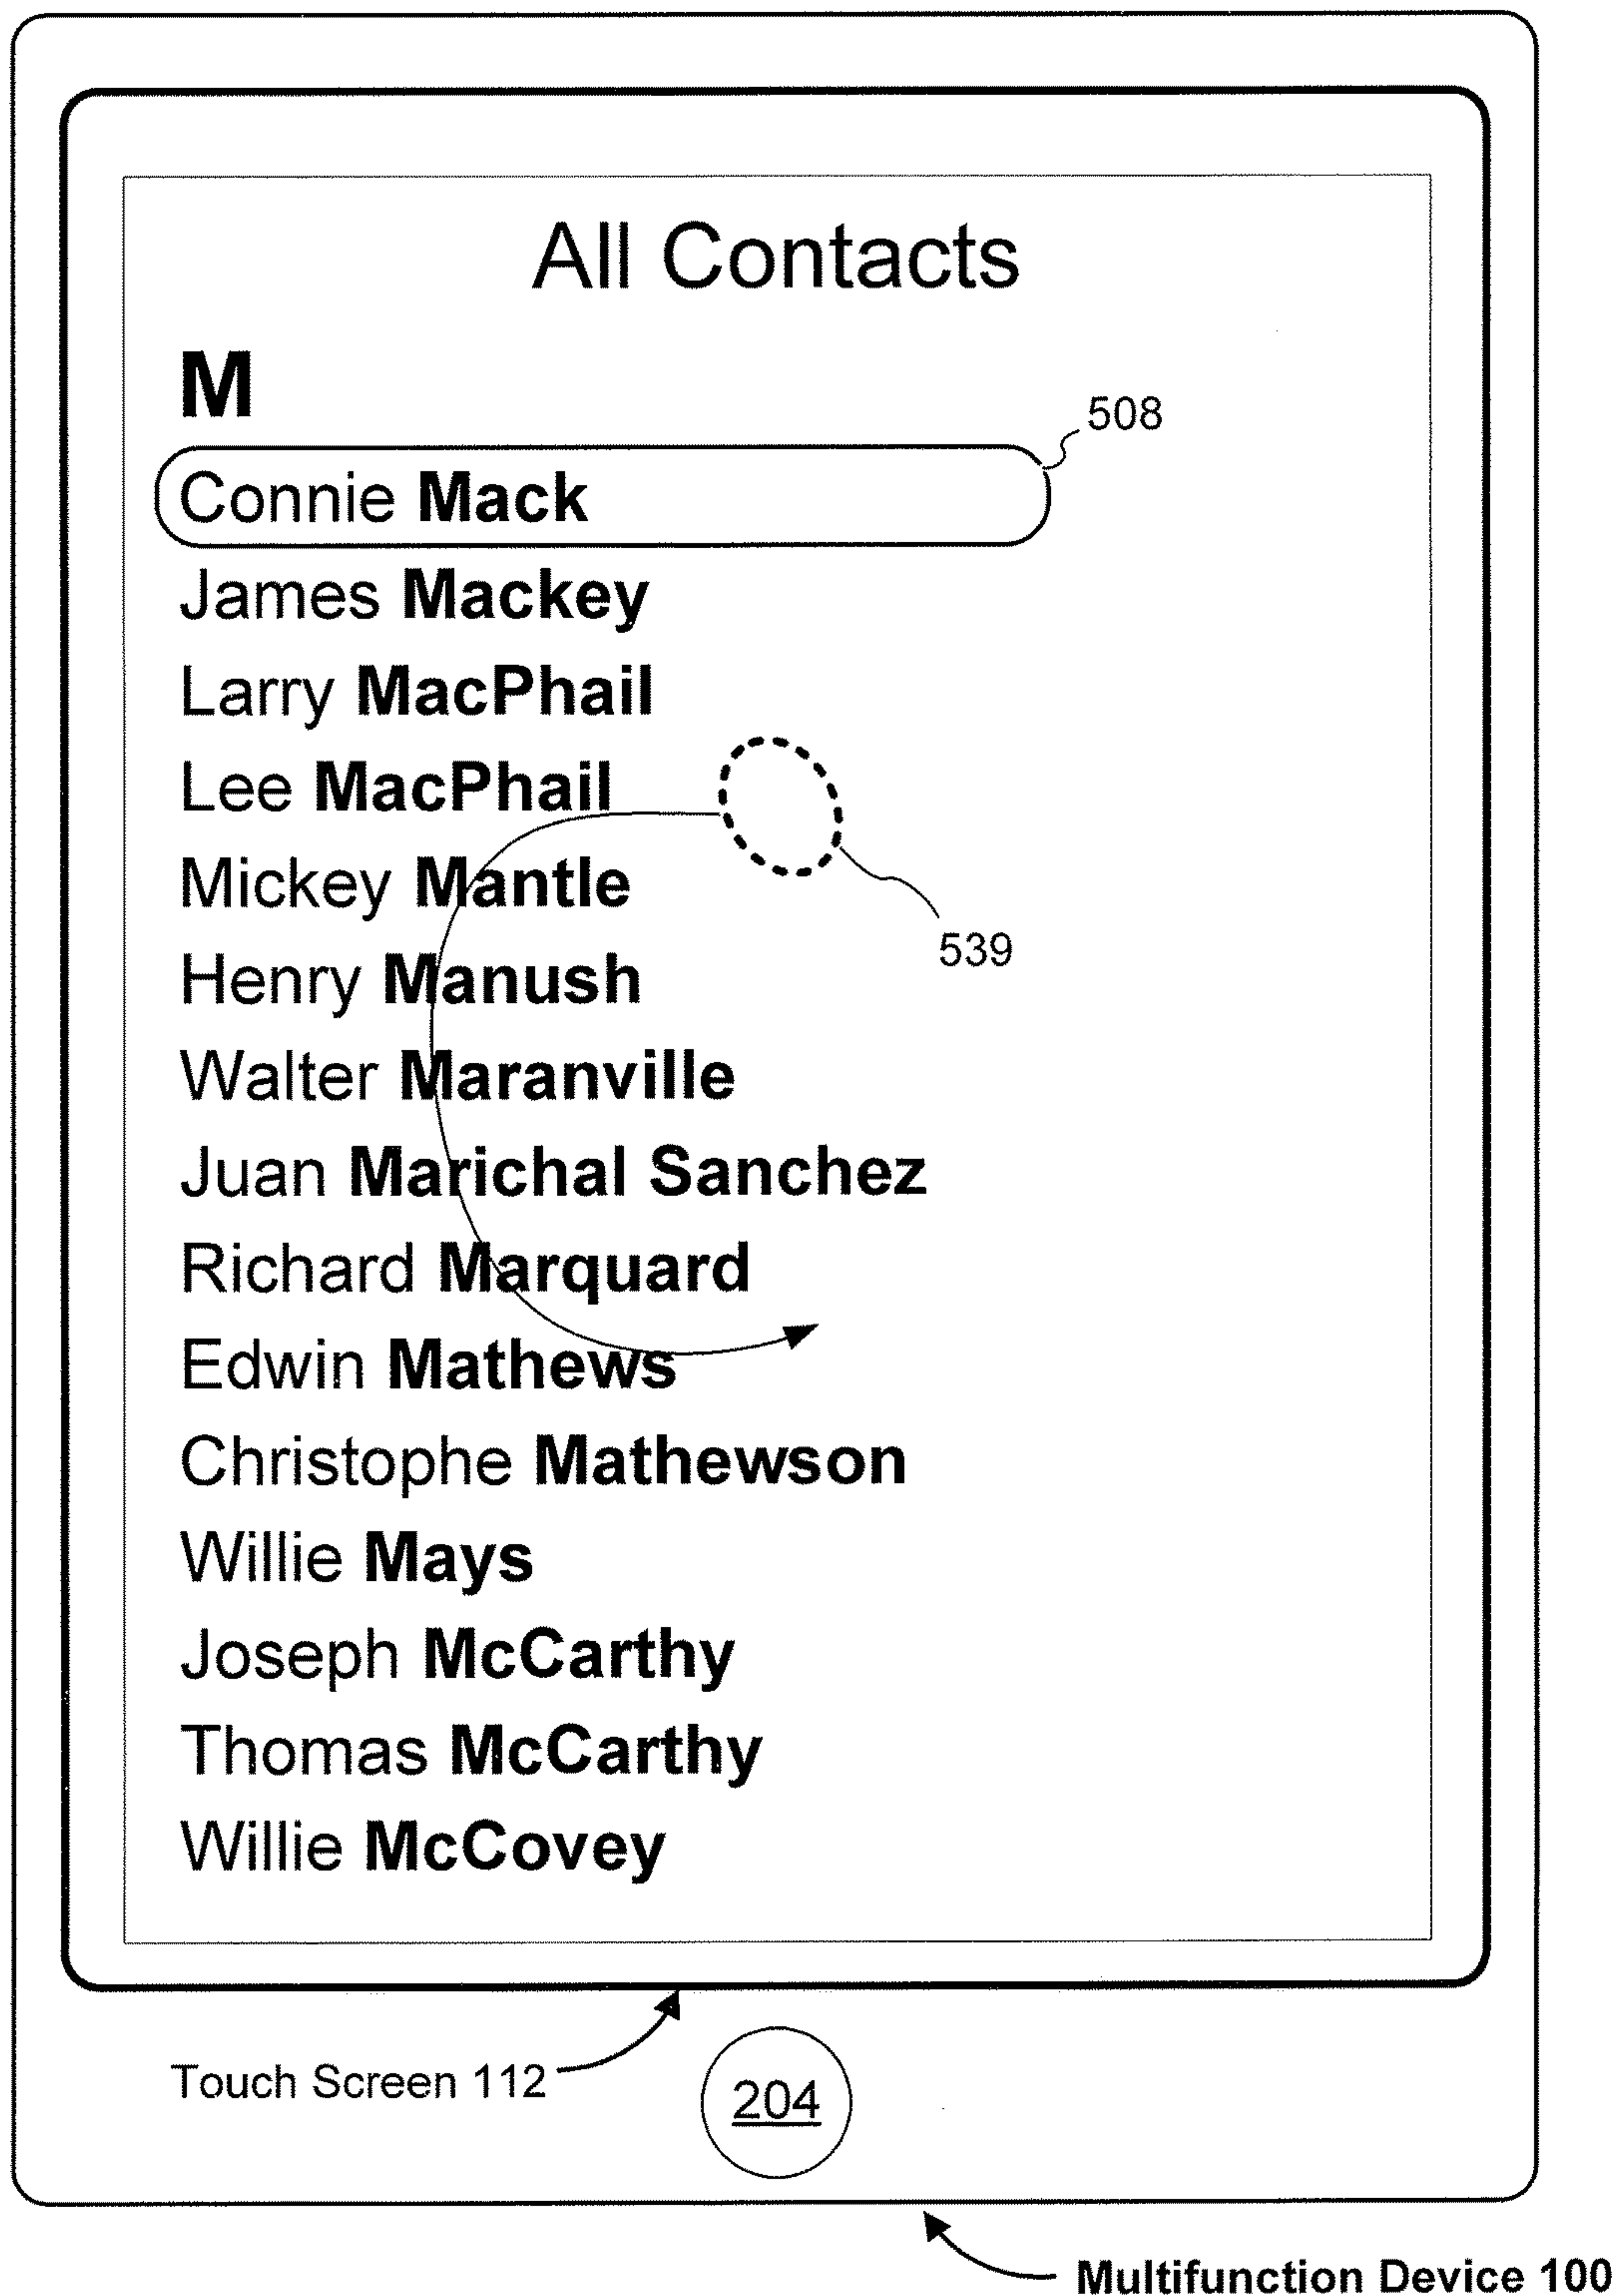 All Contacts
M
508
Connie Mack
James Mackey
Larry MacPhail
Lee MacPhail
Mickey Mantle
539
Henry Manush
Walter Maranville
Juan Marichal Sanchez
Richard Marquard
Edwin Mathews
Christophe Mathewson
Willie Mays
Joseph McCarthy
Thomas McCarthy
Willie McCovey
Touch Screen 112
204
Multifunction Device 100